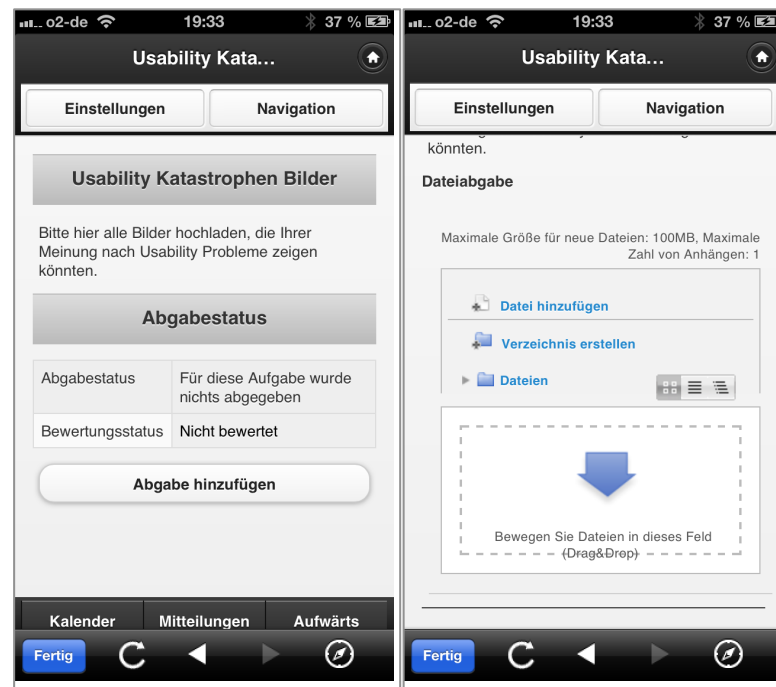 o2-de 19:33 37 %
Usability Kata...
Einstellungen Navigation
Usability Katastrophen Bilder
Bitte hier alle Bilder hochladen, die Ihrer
Meinung nach Usability Probleme zeigen
könnten.
Abgabestatus
Abgabestatus Für diese Aufgabe wurde
nichts abgegeben
Bewertungsstatus Nicht bewertet
Abgabe hinzufügen
Kalender Mitteilungen Aufwärts
Fertig
o2-de 19:33 37 %
Usability Kata...
Einstellungen Navigation
könnten.
Dateiabgabe
Maximale Größe für neue Dateien: 100MB, Maximale
Zahl von Anhängen: 1
Datei hinzufügen
Verzeichnis erstellen
Dateien
Bewegen Sie Dateien in dieses Feld
(Drag&Drop)
Fertig